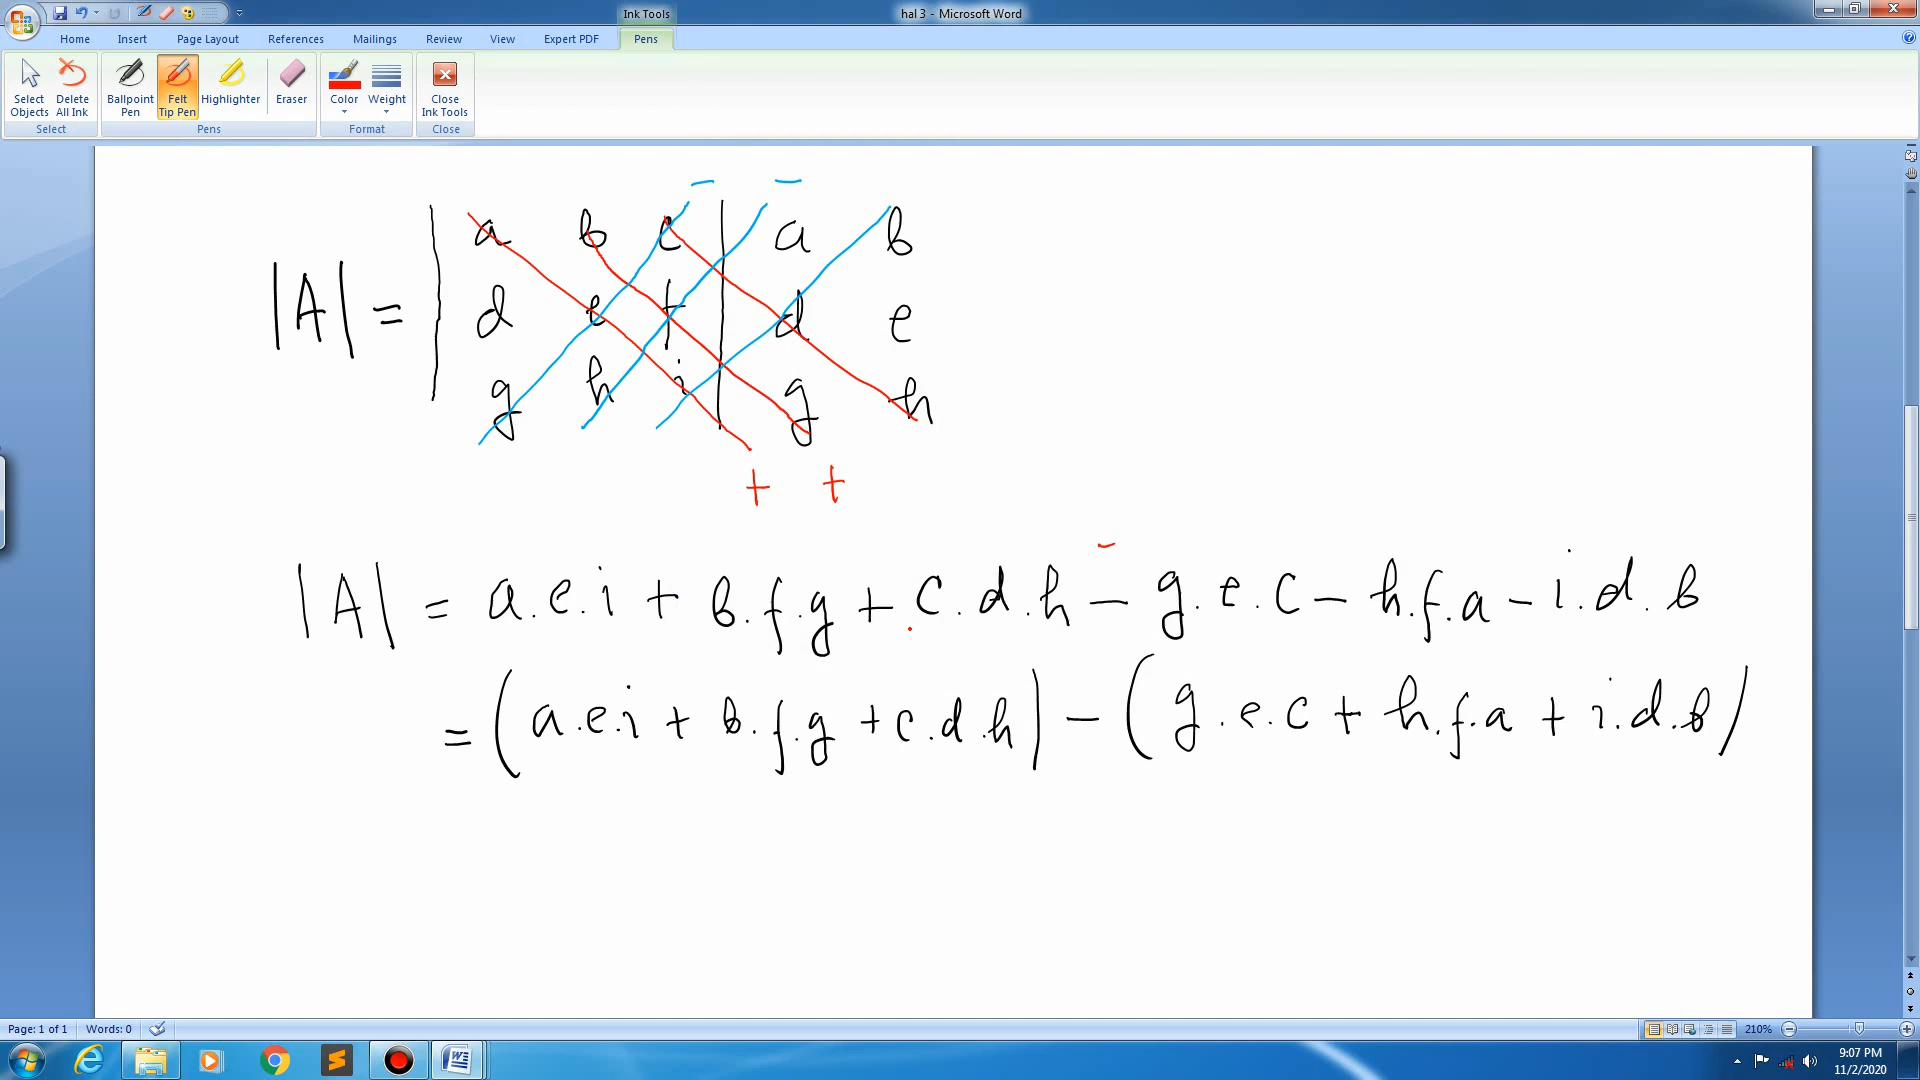 Ink Tools
hal 3 - Microsoft Word
Home Insert Page Layout References Mailings Review View Expert PDF Pens
Select Objects
Delete All Ink
Ballpoint Pen
Felt Tip Pen
Highlighter
Eraser
Color
Weight
Close Ink Tools
Select Pens Format Close
− −
a b c a b
|A| = d e f d e
g h i g h
+ +
−
|A| = a.e.i + b.f.g + c.d.h − g.e.c − h.f.a − i.d.b
= (a.e.i + b.f.g + c.d.h) − (g.e.c + h.f.a + i.d.b)
Page: 1 of 1 Words: 0 210%
9:07 PM
11/2/2020